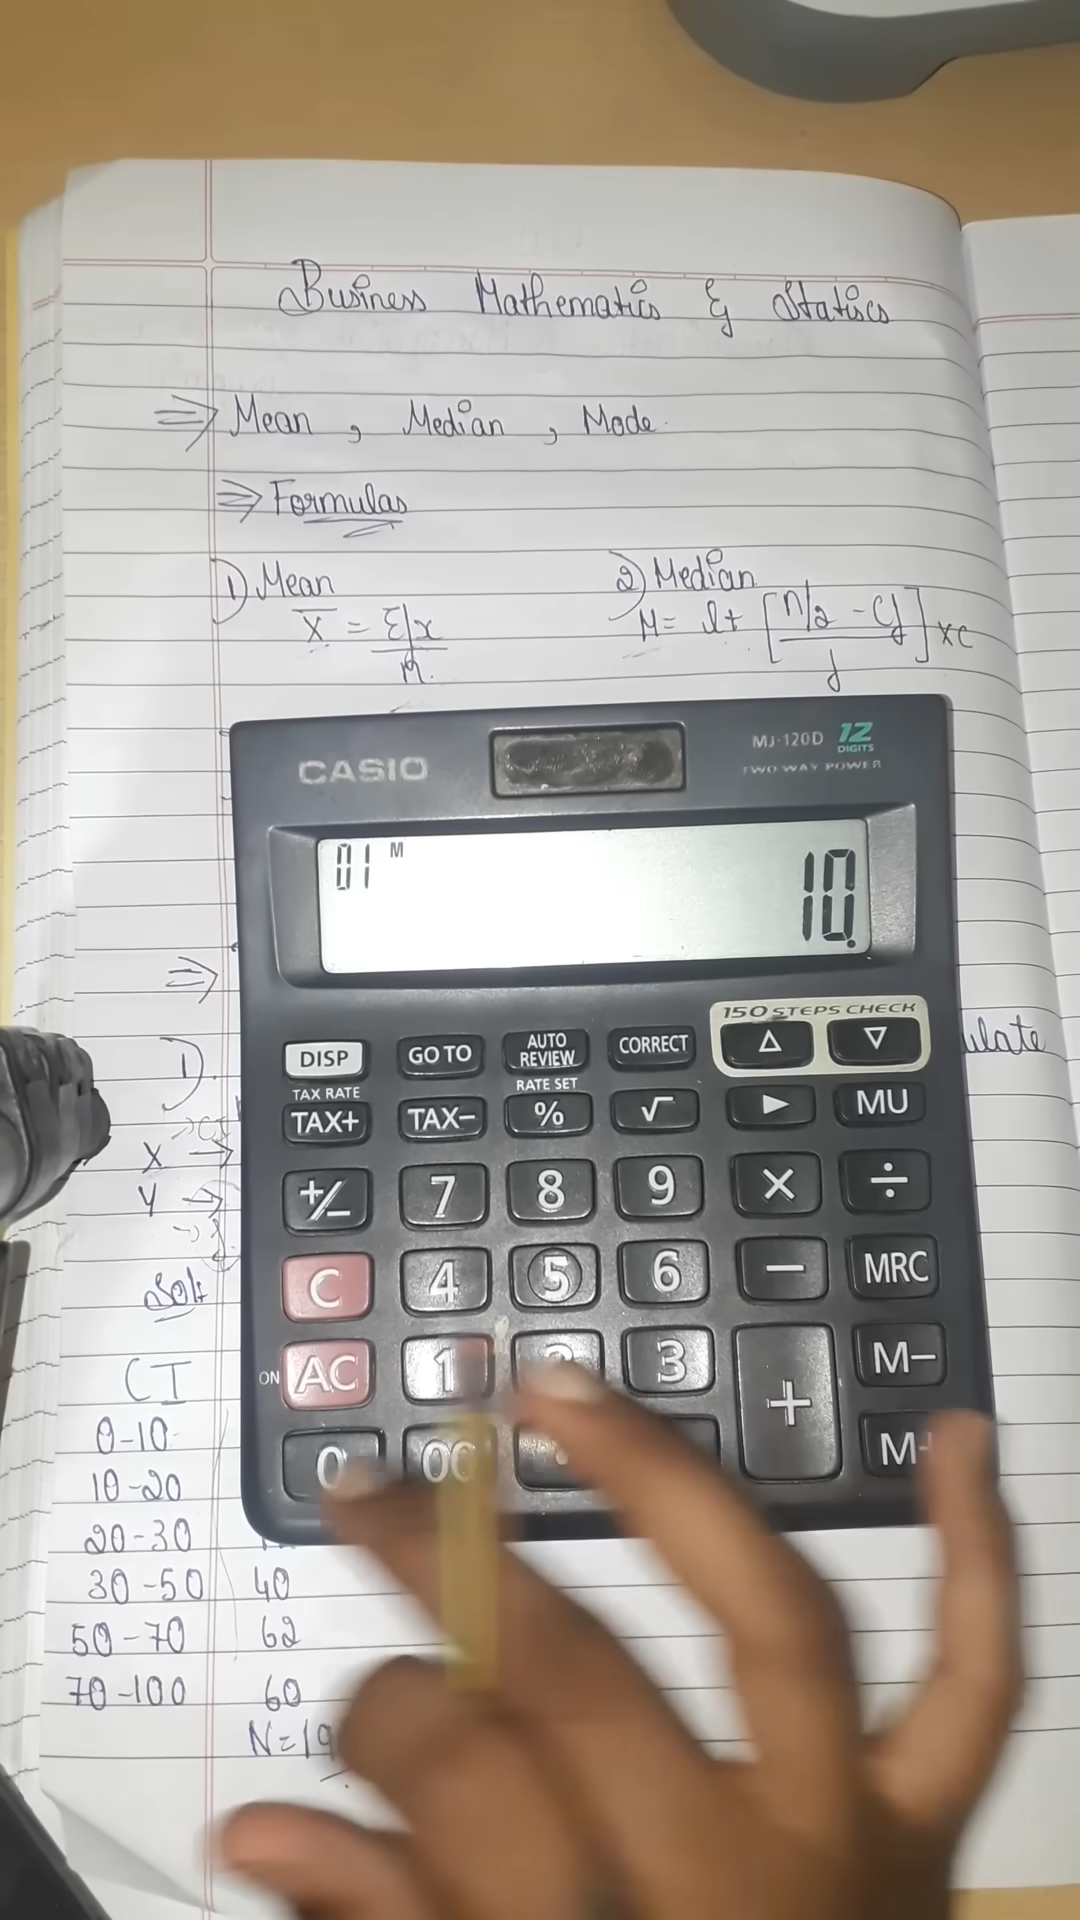 Business Mathematics & Statiscs
⇒ Mean , Median , Mode
⇒ Formulas
1) Mean
2) Median
X̄ = Σfx / n
M = l + [n/2 - Cf / f] × C
CASIO
MJ-120D 12 DIGITS
TWO WAY POWER
01 M 10.
⇒
150 STEPS CHECK
DISP GO TO AUTO REVIEW CORRECT △ ▽
1)
TAX RATE RATE SET
TAX+ TAX− % √ ▶ MU
X →
+/− 7 8 9 × ÷
Y →
C 4 5 6 − MRC
Sol:
ON AC 1 2 3 + M−
CI
0 00 . M+
0-10
10-20
20-30
30-50 40
50-70 62
70-100 60
N=19